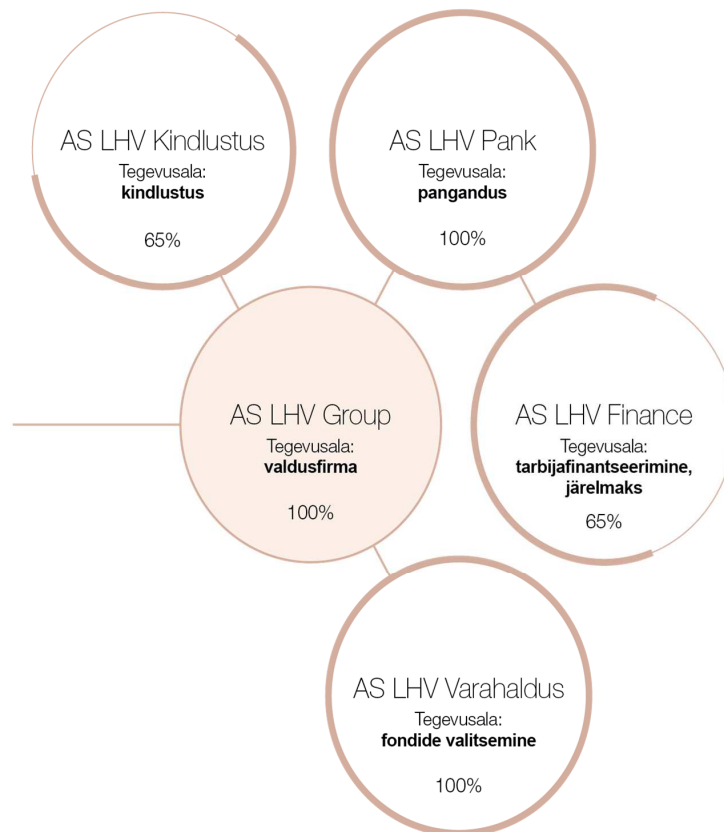 AS LHV Kindlustus
Tegevusala:
kindlustus
65%
AS LHV Pank
Tegevusala:
pangandus
100%
AS LHV Group
Tegevusala:
valdusfirma
100%
AS LHV Finance
Tegevusala:
tarbijafinantseerimine,
järelmaks
65%
AS LHV Varahaldus
Tegevusala:
fondide valitsemine
100%